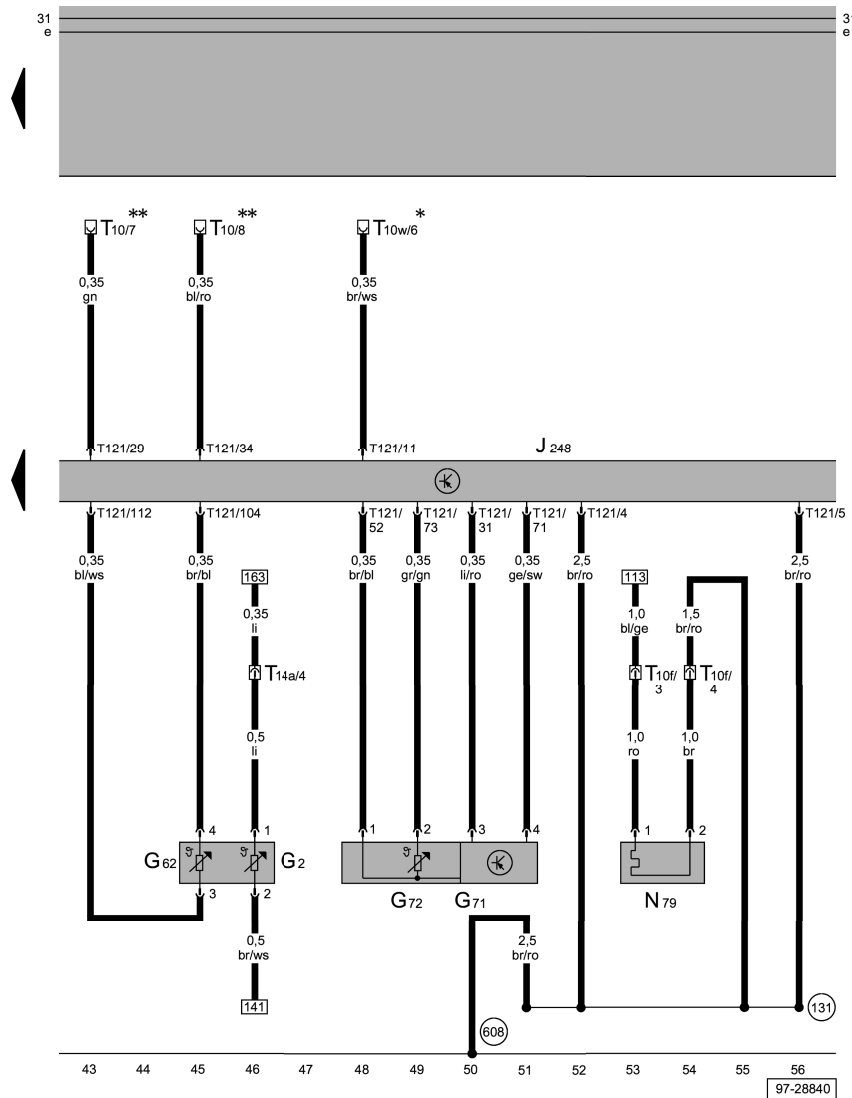 31 31
e e
T10/7 ** T10/8 ** T10w/6 *
0,35 0,35 0,35
gn bl/ro br/ws
T121/29 T121/34 T121/11 J 248
T121/112 T121/104 T121/ T121/ T121/ T121/ T121/4 T121/5
52 73 31 71
0,35 0,35 0,35 0,35 0,35 0,35 2,5 2,5
bl/ws br/bl br/bl gr/gn li/ro ge/sw br/ro br/ro
163 113
0,35 1,0 1,5
li bl/ge br/ro
T14a/4 T10f/ T10f/
3 4
0,5 1,0 1,0
li ro br
4 1 1 2 3 4 1 2
G62 G2
3 2
G72 G71 N79
0,5 2,5
br/ws br/ro
141 131
608
43 44 45 46 47 48 49 50 51 52 53 54 55 56
97-28840